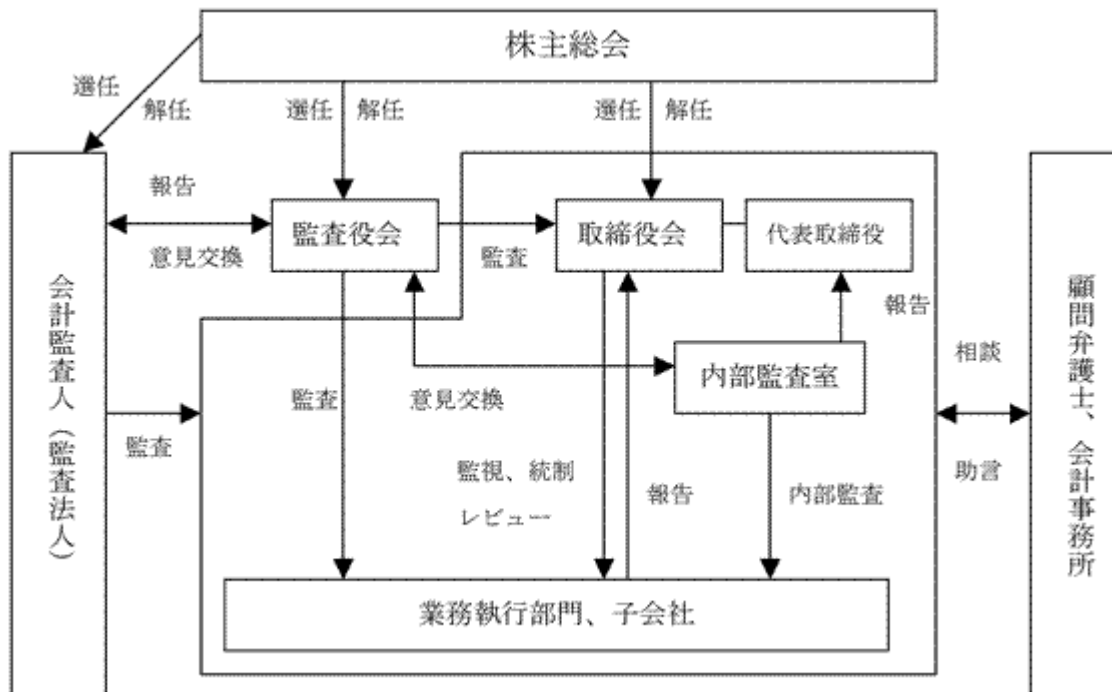 株主総会
選任
解任
選任
解任
選任
解任
報告
意見交換
監査役会
監査
取締役会
代表取締役
報告
内部監査室
会計監査人（監査法人）
監査
監査
意見交換
監視、統制
レビュー
報告
内部監査
相談
助言
顧問弁護士、会計事務所
業務執行部門、子会社